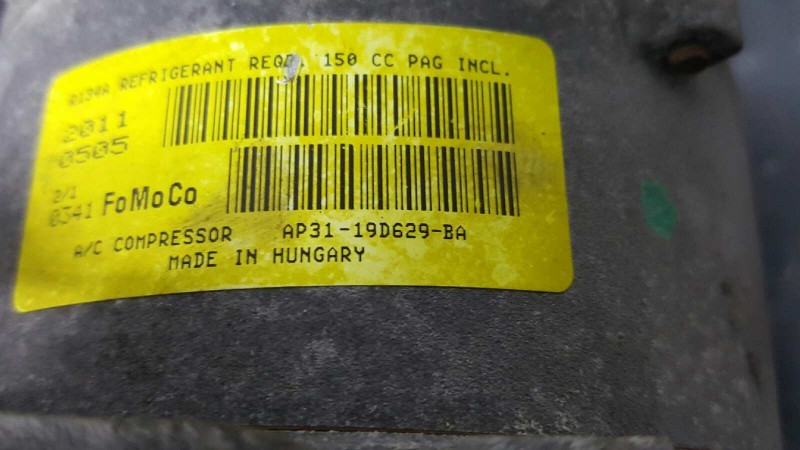 R134A REFRIGERANT REQD. 150 CC PAG INCL.
2011
0505
2/1
0341 FoMoCo
A/C COMPRESSOR AP31-19D629-BA
MADE IN HUNGARY